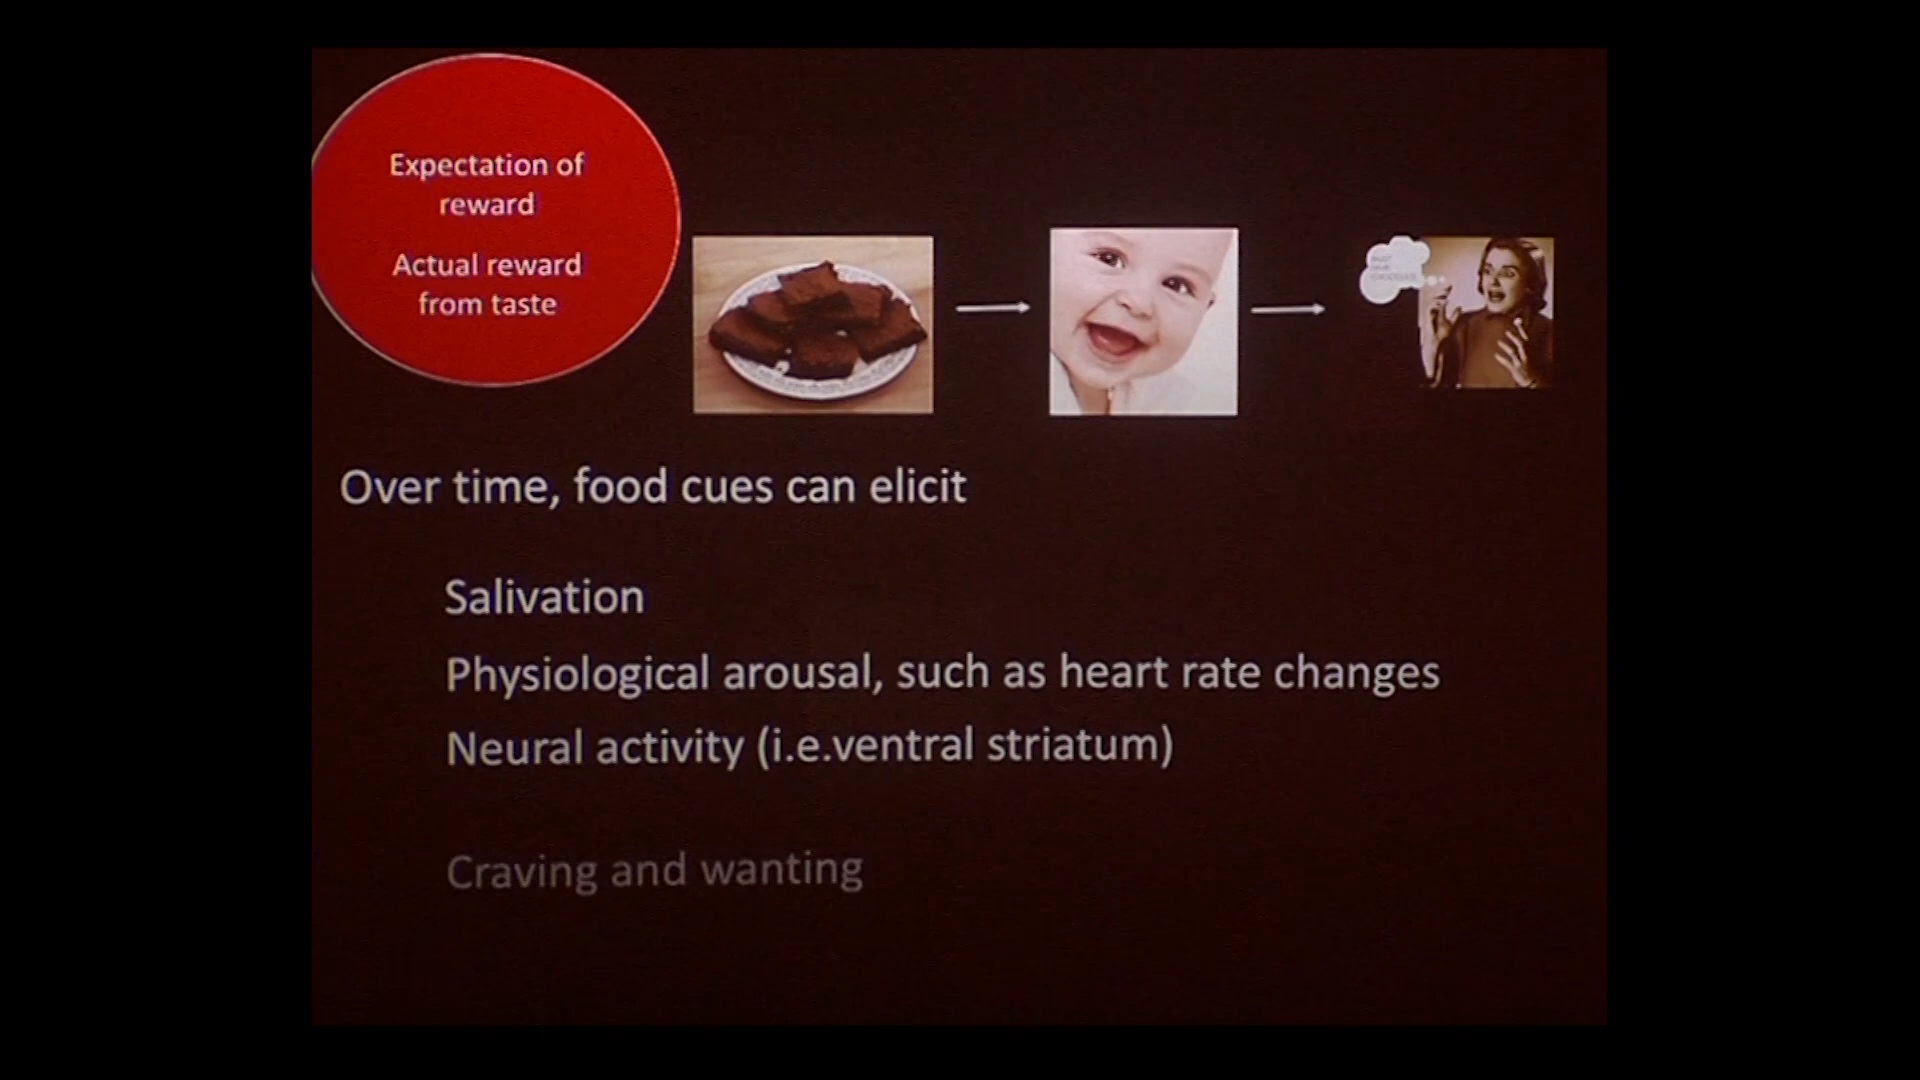 Expectation of
reward
Actual reward
from taste
Over time, food cues can elicit
Salivation
Physiological arousal, such as heart rate changes
Neural activity (i.e.ventral striatum)
Craving and wanting